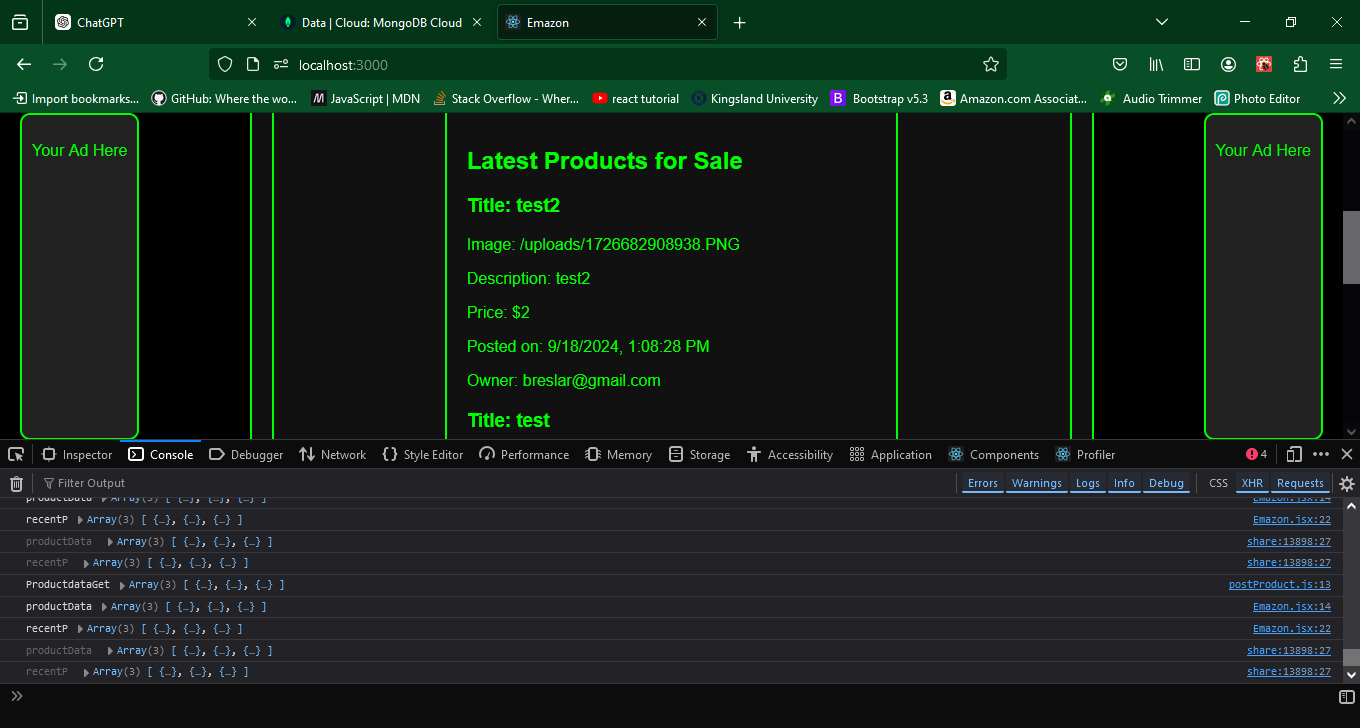 ChatGPT
Data | Cloud: MongoDB Cloud
Emazon
localhost:3000
Import bookmarks...
GitHub: Where the wo...
JavaScript | MDN
Stack Overflow - Wher...
react tutorial
Kingsland University
Bootstrap v5.3
Amazon.com Associat...
Audio Trimmer
Photo Editor
Your Ad Here
Latest Products for Sale
Title: test2
Image: /uploads/1726682908938.PNG
Description: test2
Price: $2
Posted on: 9/18/2024, 1:08:28 PM
Owner: breslar@gmail.com
Title: test
Your Ad Here
Inspector
Console
Debugger
Network
Style Editor
Performance
Memory
Storage
Accessibility
Application
Components
Profiler
4
Filter Output
Errors
Warnings
Logs
Info
Debug
CSS
XHR
Requests
productData Array(3) [ {…}, {…}, {…} ] Emazon.jsx:14
recentP Array(3) [ {…}, {…}, {…} ] Emazon.jsx:22
productData Array(3) [ {…}, {…}, {…} ] share:13898:27
recentP Array(3) [ {…}, {…}, {…} ] share:13898:27
ProductdataGet Array(3) [ {…}, {…}, {…} ] postProduct.js:13
productData Array(3) [ {…}, {…}, {…} ] Emazon.jsx:14
recentP Array(3) [ {…}, {…}, {…} ] Emazon.jsx:22
productData Array(3) [ {…}, {…}, {…} ] share:13898:27
recentP Array(3) [ {…}, {…}, {…} ] share:13898:27